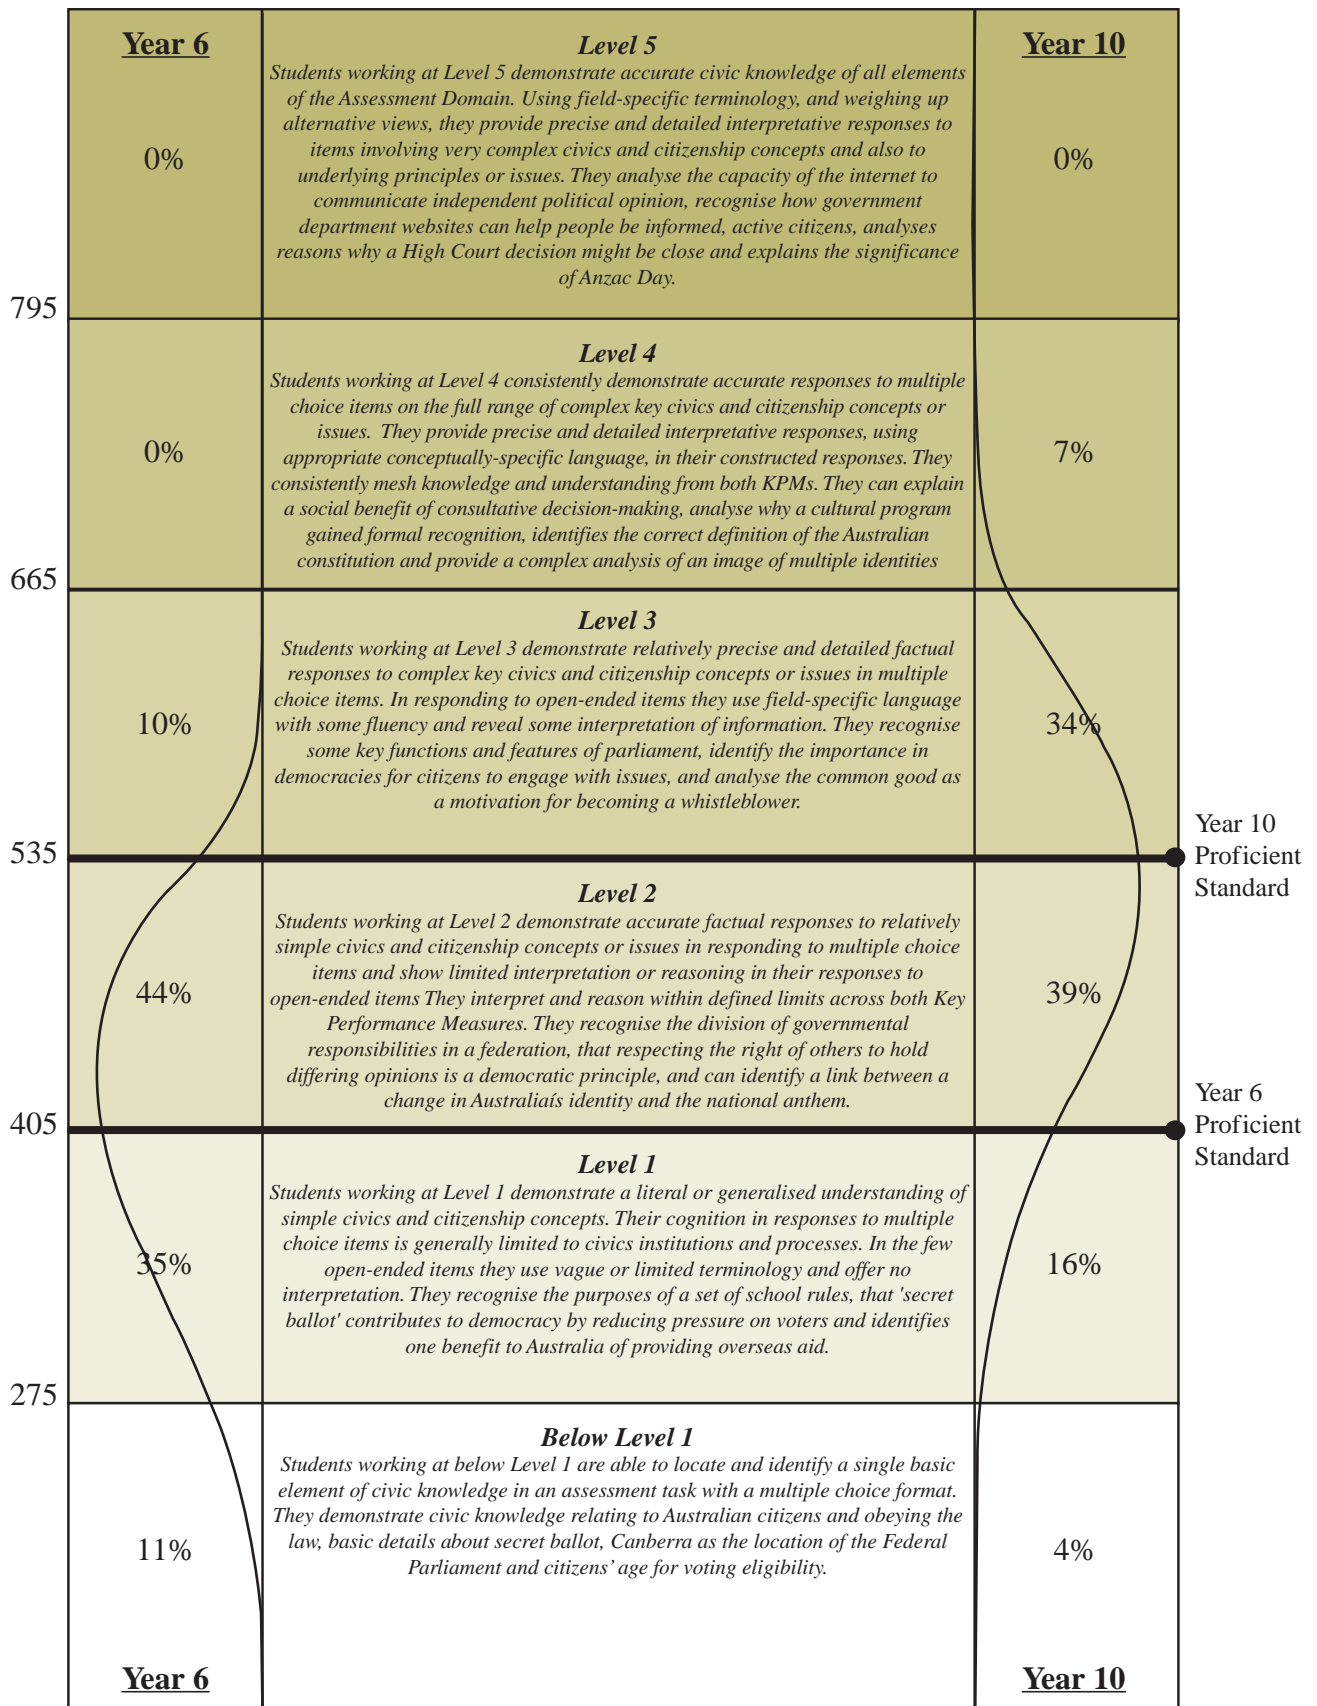 Year 6
Level 5
Year 10
Students working at Level 5 demonstrate accurate civic knowledge of all elements
of the Assessment Domain. Using field-specific terminology, and weighing up
alternative views, they provide precise and detailed interpretative responses to
items involving very complex civics and citizenship concepts and also to
underlying principles or issues. They analyse the capacity of the internet to
communicate independent political opinion, recognise how government
department websites can help people be informed, active citizens, analyses
reasons why a High Court decision might be close and explains the significance
of Anzac Day.
0%
0%
795
Level 4
Students working at Level 4 consistently demonstrate accurate responses to multiple
choice items on the full range of complex key civics and citizenship concepts or
issues.  They provide precise and detailed interpretative responses, using
appropriate conceptually-specific language, in their constructed responses. They
consistently mesh knowledge and understanding from both KPMs. They can explain
a social benefit of consultative decision-making, analyse why a cultural program
gained formal recognition, identifies the correct definition of the Australian
constitution and provide a complex analysis of an image of multiple identities
0%
7%
665
Level 3
Students working at Level 3 demonstrate relatively precise and detailed factual
responses to complex key civics and citizenship concepts or issues in multiple
choice items. In responding to open-ended items they use field-specific language
with some fluency and reveal some interpretation of information. They recognise
some key functions and features of parliament, identify the importance in
democracies for citizens to engage with issues, and analyse the common good as
a motivation for becoming a whistleblower.
10%
34%
535
Year 10
Proficient
Standard
Level 2
Students working at Level 2 demonstrate accurate factual responses to relatively
simple civics and citizenship concepts or issues in responding to multiple choice
items and show limited interpretation or reasoning in their responses to
open-ended items They interpret and reason within defined limits across both Key
Performance Measures. They recognise the division of governmental
responsibilities in a federation, that respecting the right of others to hold
differing opinions is a democratic principle, and can identify a link between a
change in Australiaís identity and the national anthem.
44%
39%
405
Year 6
Proficient
Standard
Level 1
Students working at Level 1 demonstrate a literal or generalised understanding of
simple civics and citizenship concepts. Their cognition in responses to multiple
choice items is generally limited to civics institutions and processes. In the few
open-ended items they use vague or limited terminology and offer no
interpretation. They recognise the purposes of a set of school rules, that 'secret
ballot' contributes to democracy by reducing pressure on voters and identifies
one benefit to Australia of providing overseas aid.
35%
16%
275
Below Level 1
Students working at below Level 1 are able to locate and identify a single basic
element of civic knowledge in an assessment task with a multiple choice format.
They demonstrate civic knowledge relating to Australian citizens and obeying the
law, basic details about secret ballot, Canberra as the location of the Federal
Parliament and citizens’ age for voting eligibility.
11%
4%
Year 6
Year 10